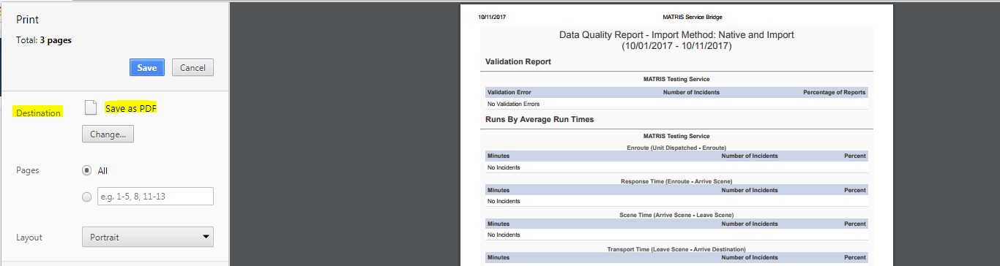 Print
Total: 3 pages
Save Cancel
Destination Save as PDF
Change...
Pages All
e.g. 1-5, 8, 11-13
Layout Portrait
10/11/2017 MATRIS Service Bridge
Data Quality Report - Import Method: Native and Import
(10/01/2017 - 10/11/2017)
Validation Report
MATRIS Testing Service
Validation Error Number of Incidents Percentage of Reports
No Validation Errors
Runs By Average Run Times
MATRIS Testing Service
Enroute (Unit Dispatched - Enroute)
Minutes Number of Incidents Percent
No Incidents
Response Time (Enroute - Arrive Scene)
Minutes Number of Incidents Percent
No Incidents
Scene Time (Arrive Scene - Leave Scene)
Minutes Number of Incidents Percent
No Incidents
Transport Time (Leave Scene - Arrive Destination)
Minutes Number of Incidents Percent